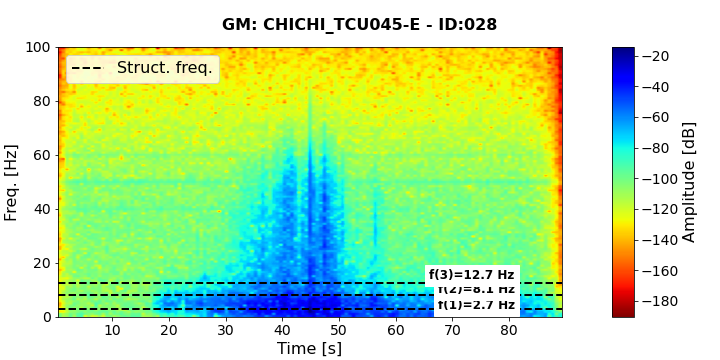 GM: CHICHI_TCU045-E - ID:028
Struct. freq.
f(3)=12.7 Hz
f(2)=8.1 Hz
f(1)=2.7 Hz
100
80
60
40
20
0
Freq. [Hz]
10 20 30 40 50 60 70 80
Time [s]
−20
−40
−60
−80
−100
−120
−140
−160
−180
Amplitude [dB]